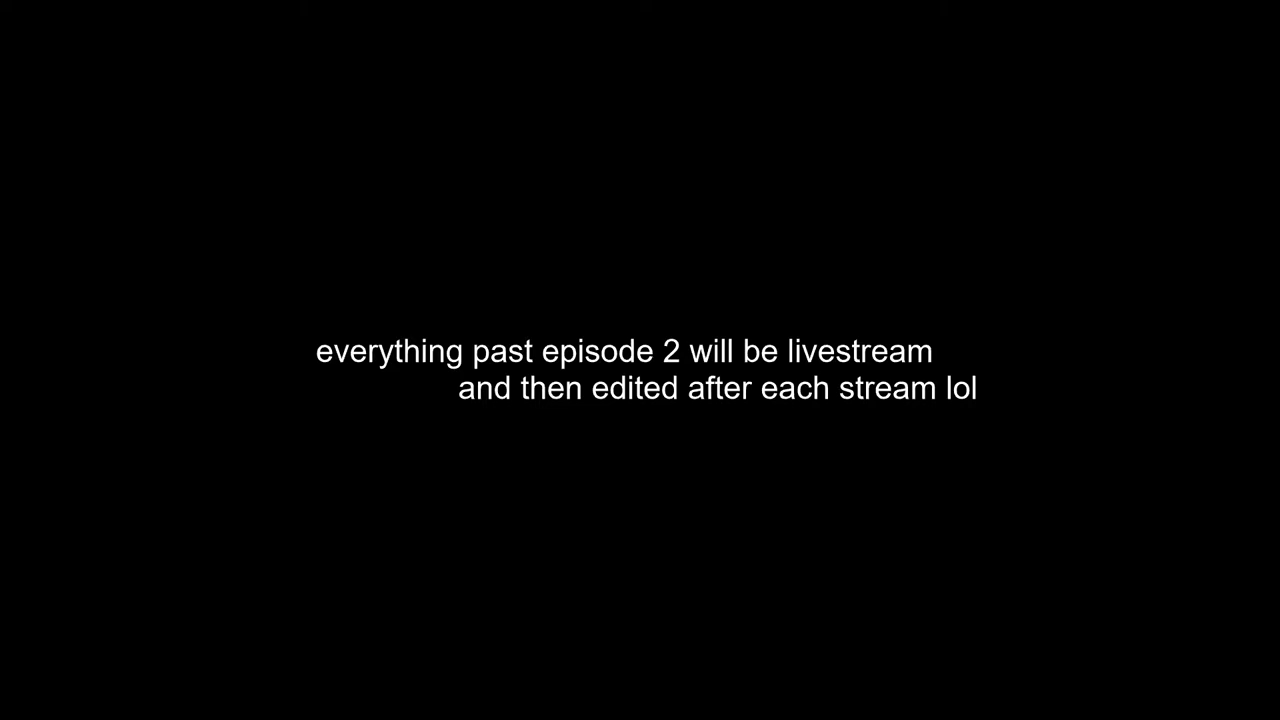 everything past episode 2 will be livestream
and then edited after each stream lol